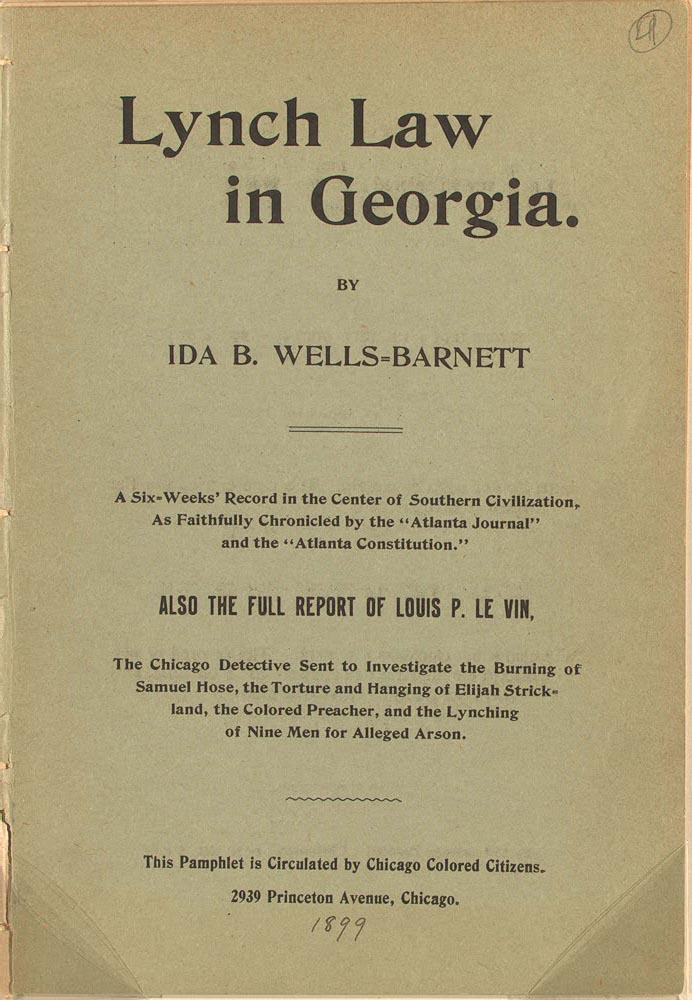 Lynch Law
in Georgia.
BY
IDA B. WELLS=BARNETT
A Six=Weeks' Record in the Center of Southern Civilization,
As Faithfully Chronicled by the "Atlanta Journal"
and the "Atlanta Constitution."
ALSO THE FULL REPORT OF LOUIS P. LE VIN,
The Chicago Detective Sent to Investigate the Burning of
Samuel Hose, the Torture and Hanging of Elijah Strick=
land, the Colored Preacher, and the Lynching
of Nine Men for Alleged Arson.
This Pamphlet is Circulated by Chicago Colored Citizens.
2939 Princeton Avenue, Chicago.
1899